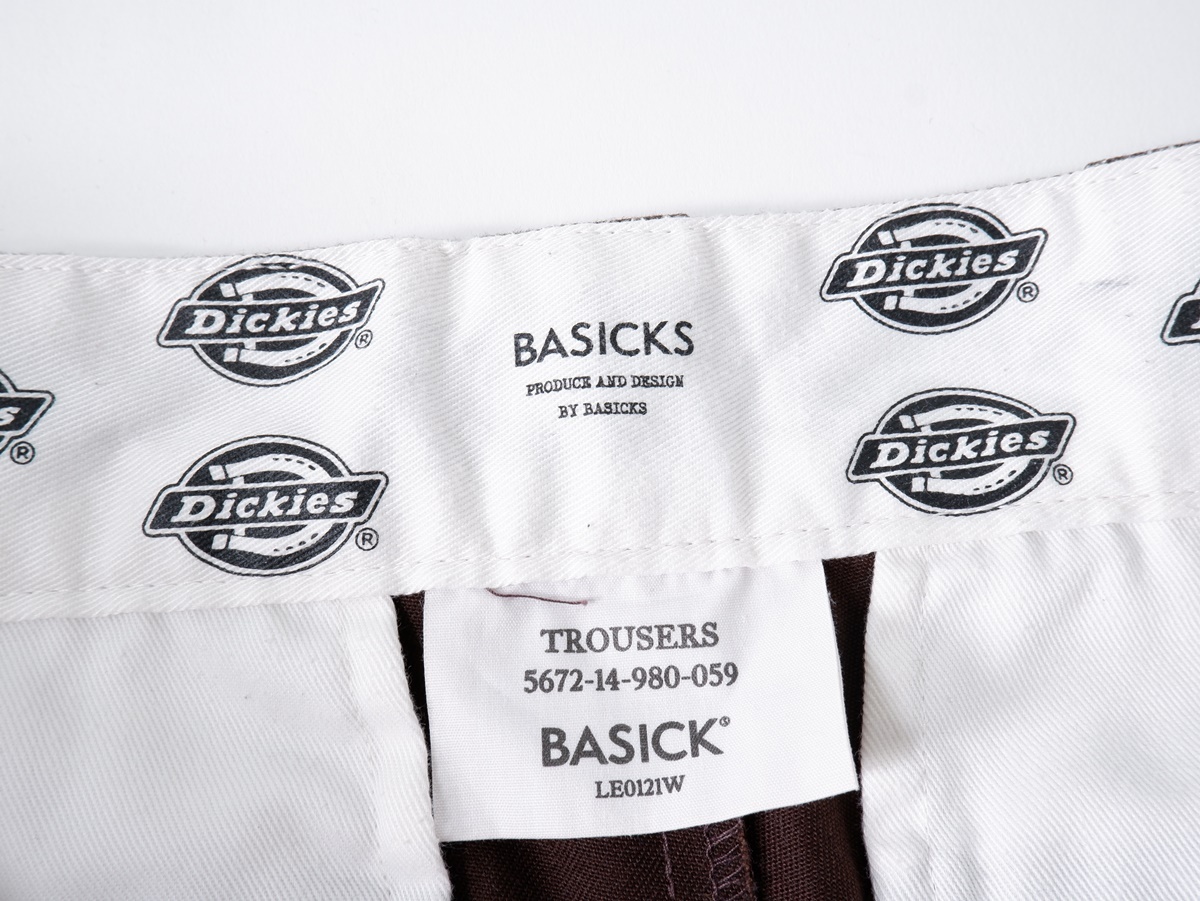 Dickies®
Dickies®
BASICKS
PRODUCE AND DESIGN
BY BASICKS
Dickies®
Dickies®
s®
TROUSERS
5672-14-980-059
BASICK®
LE0121W